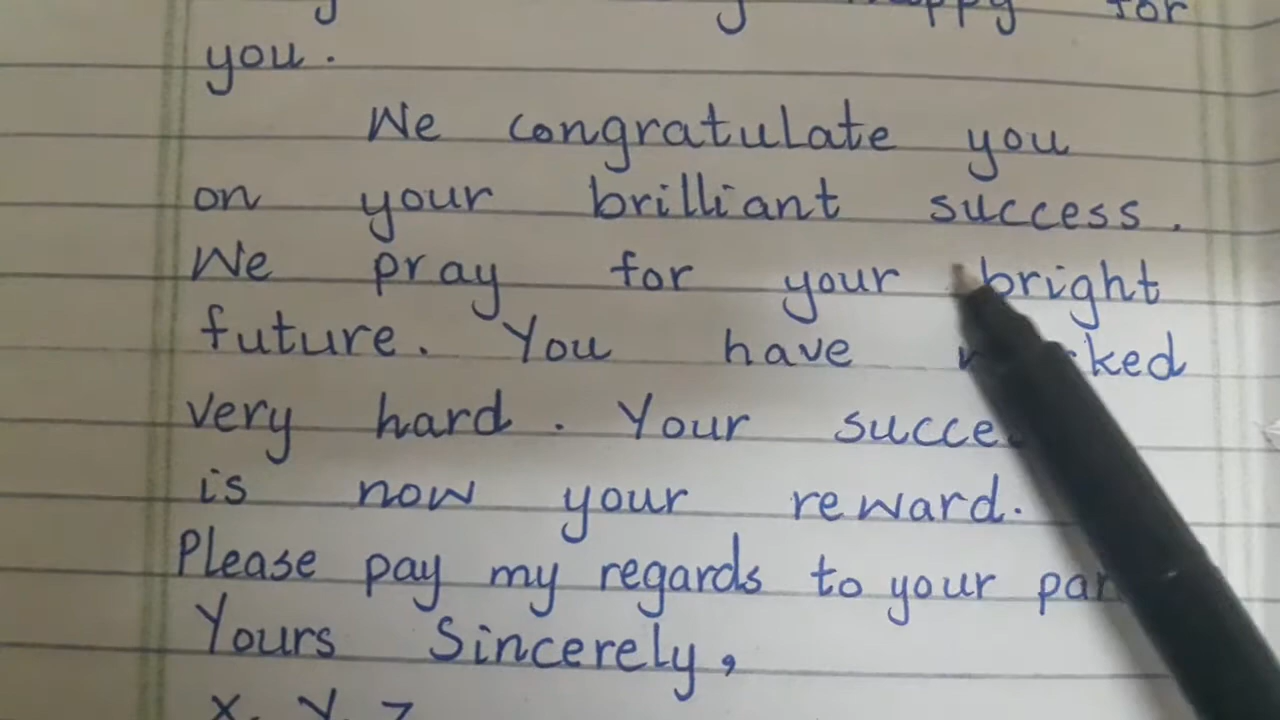 for
you.
We congratulate you
on your brilliant success.
We pray for your bright
future. You have
very hard. Your
is now your reward.
Please pay my regards to your
Yours Sincerely,
X. Y. Z